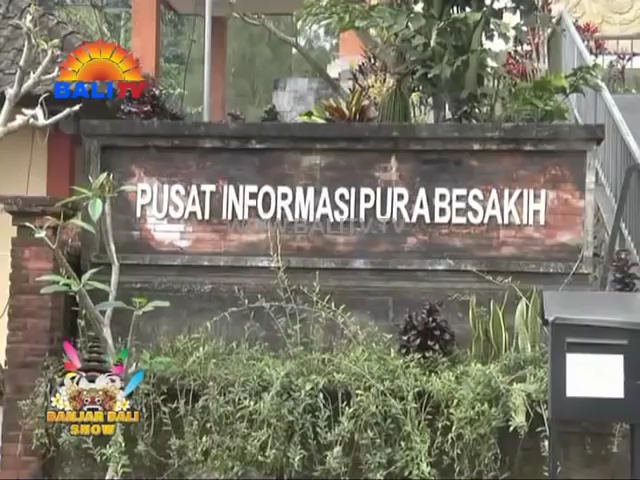 BALI TV
PUSAT INFORMASI PURA BESAKIH
WWW.BALITV.TV
BANJAR BALI
SHOW